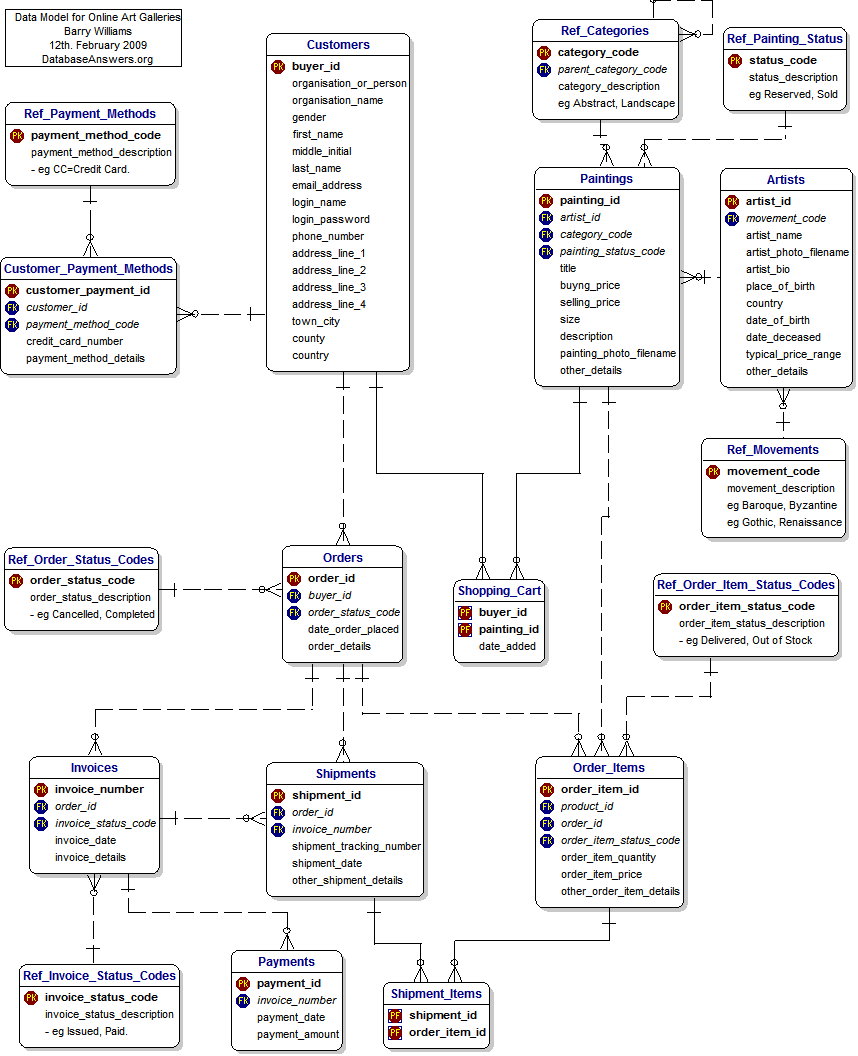 Data Model for Online Art Galleries
Barry Williams
12th. February 2009
DatabaseAnswers.org
Customers
PK buyer_id
organisation_or_person
organisation_name
gender
first_name
middle_initial
last_name
email_address
login_name
login_password
phone_number
address_line_1
address_line_2
address_line_3
address_line_4
town_city
county
country
Ref_Categories
PK category_code
FK parent_category_code
category_description
eg Abstract, Landscape
Ref_Painting_Status
PK status_code
status_description
eg Reserved, Sold
Ref_Payment_Methods
PK payment_method_code
payment_method_description
- eg CC=Credit Card.
Customer_Payment_Methods
PK customer_payment_id
FK customer_id
FK payment_method_code
credit_card_number
payment_method_details
Paintings
PK painting_id
FK artist_id
FK category_code
FK painting_status_code
title
buyng_price
selling_price
size
description
painting_photo_filename
other_details
Artists
PK artist_id
FK movement_code
artist_name
artist_photo_filename
artist_bio
place_of_birth
country
date_of_birth
date_deceased
typical_price_range
other_details
Ref_Movements
PK movement_code
movement_description
eg Baroque, Byzantine
eg Gothic, Renaissance
Ref_Order_Status_Codes
PK order_status_code
order_status_description
- eg Cancelled, Completed
Orders
PK order_id
FK buyer_id
FK order_status_code
date_order_placed
order_details
Shopping_Cart
PF buyer_id
PF painting_id
date_added
Ref_Order_Item_Status_Codes
PK order_item_status_code
order_item_status_description
- eg Delivered, Out of Stock
Invoices
PK invoice_number
FK order_id
FK invoice_status_code
invoice_date
invoice_details
Shipments
PK shipment_id
FK order_id
FK invoice_number
shipment_tracking_number
shipment_date
other_shipment_details
Order_Items
PK order_item_id
FK product_id
FK order_id
FK order_item_status_code
order_item_quantity
order_item_price
other_order_item_details
Ref_Invoice_Status_Codes
PK invoice_status_code
invoice_status_description
- eg Issued, Paid.
Payments
PK payment_id
FK invoice_number
payment_date
payment_amount
Shipment_Items
PF shipment_id
PF order_item_id